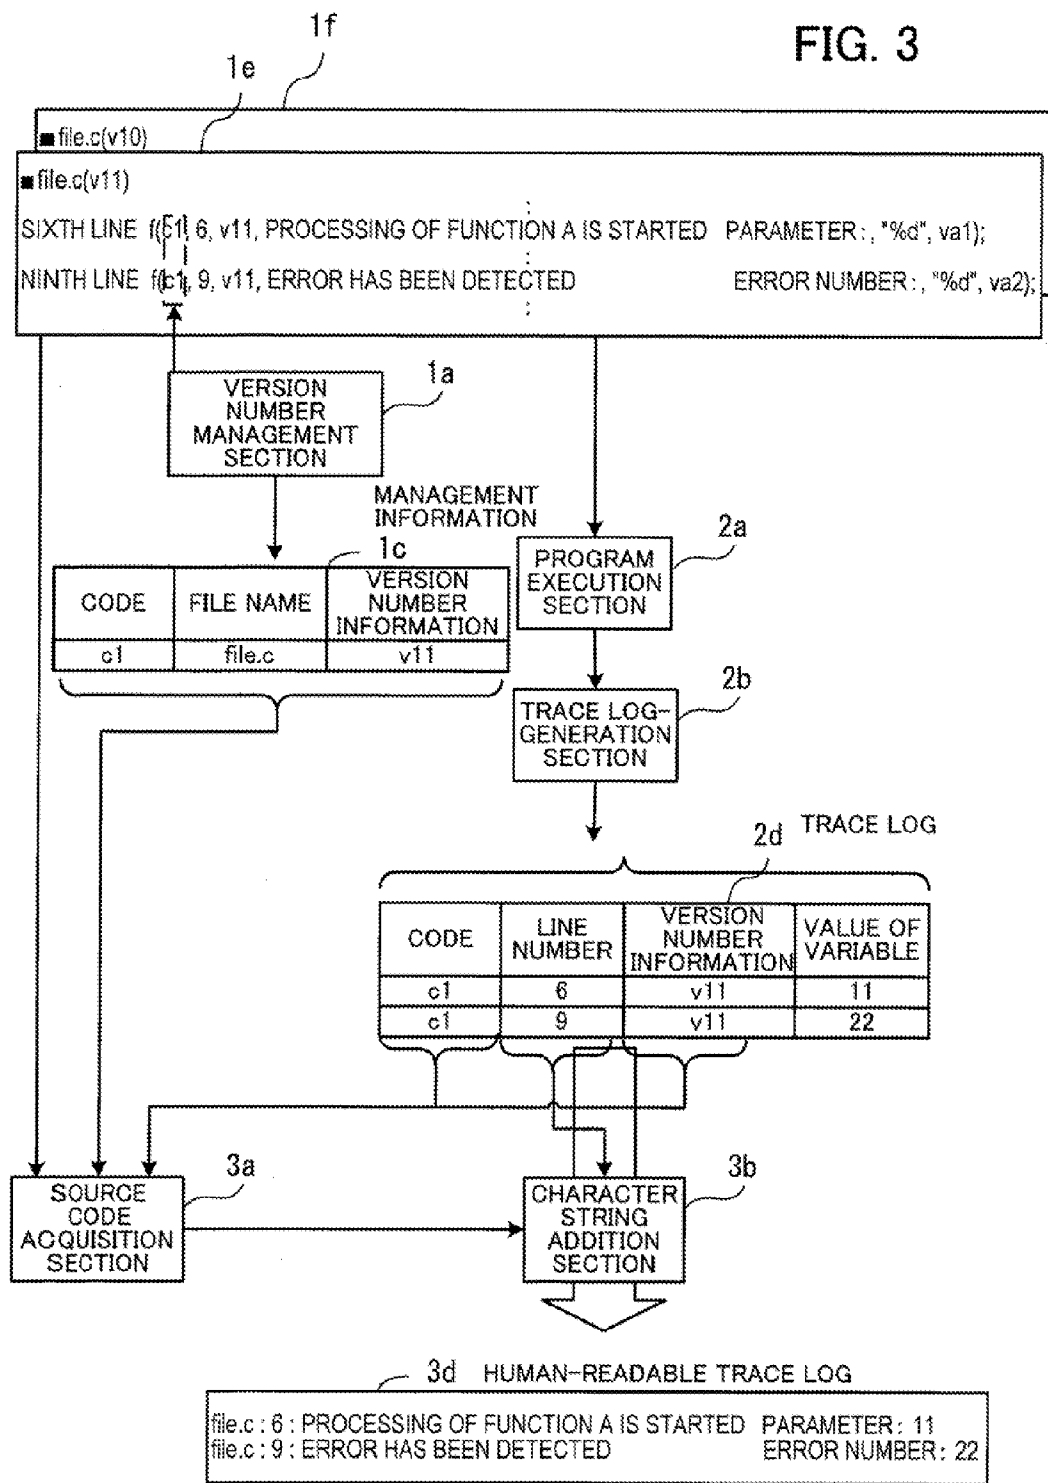 FIG. 3
1f
1e
■ file.c(v10)
■ file.c(v11)
SIXTH LINE f(c1, 6, v11, PROCESSING OF FUNCTION A IS STARTED PARAMETER:, "%d", va1);
NINTH LINE f(c1, 9, v11, ERROR HAS BEEN DETECTED ERROR NUMBER:, "%d", va2);
1a
VERSION
NUMBER
MANAGEMENT
SECTION
MANAGEMENT
INFORMATION
1c
2a
PROGRAM
EXECUTION
SECTION
CODE FILE NAME VERSION
NUMBER
INFORMATION
c1 file.c v11
2b
TRACE LOG-
GENERATION
SECTION
2d TRACE LOG
CODE LINE
NUMBER VERSION
NUMBER
INFORMATION VALUE OF
VARIABLE
c1 6 v11 11
c1 9 v11 22
3a
SOURCE
CODE
ACQUISITION
SECTION
3b
CHARACTER
STRING
ADDITION
SECTION
3d HUMAN-READABLE TRACE LOG
file.c : 6 : PROCESSING OF FUNCTION A IS STARTED PARAMETER : 11
file.c : 9 : ERROR HAS BEEN DETECTED ERROR NUMBER : 22